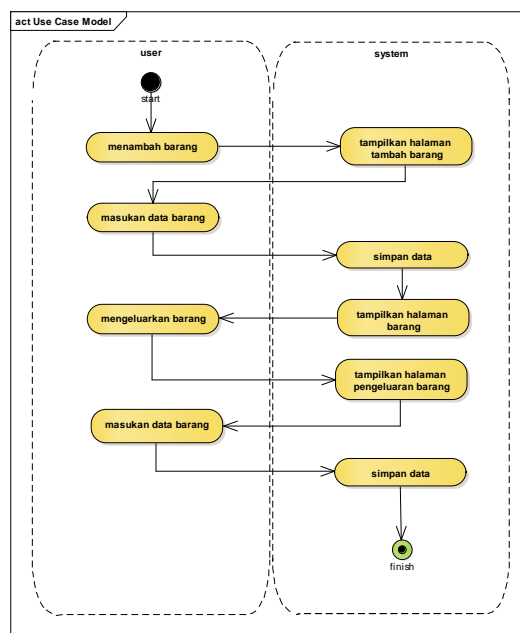 act Use Case Model
user
system
start
menambah barang
tampilkan halaman
tambah barang
masukan data barang
simpan data
mengeluarkan barang
tampilkan halaman
barang
tampilkan halaman
pengeluaran barang
masukan data barang
simpan data
finish